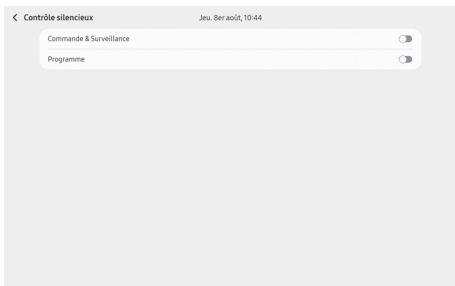 Contrôle silencieux
Jeu. 8er août, 10:44
Commande & Surveillance
Programme